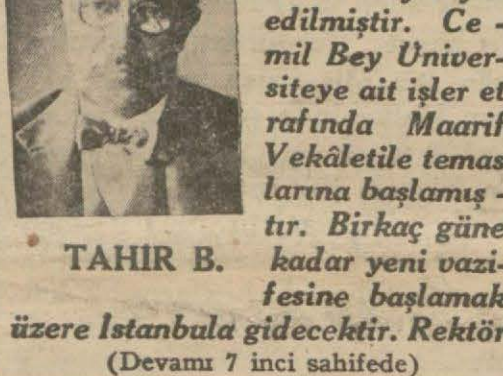 edilmiştir. Ce -
mil Bey Üniver-
siteye ait işler et
rafında Maarif
Vekâletile temas
larına başlamış -
tır. Birkaç güne
TAHİR B.
kadar yeni vazi-
fesine başlamak
üzere İstanbula gidecektir. Rektör
(Devamı 7 inci sahifede)